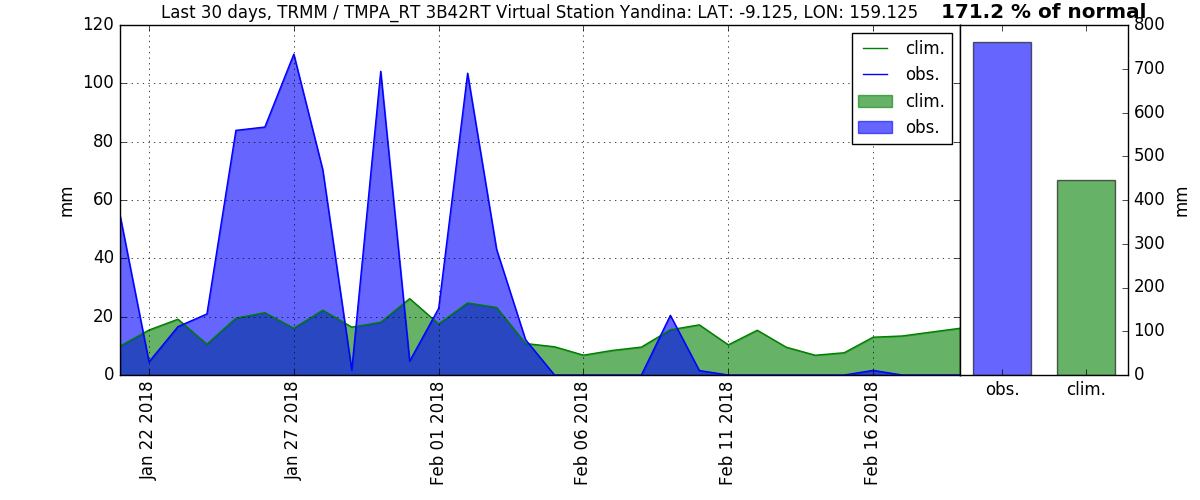 Last 30 days, TRMM / TMPA_RT 3B42RT Virtual Station Yandina: LAT: -9.125, LON: 159.125
171.2 % of normal
120
100
80
60
40
20
0
mm
Jan 22 2018
Jan 27 2018
Feb 01 2018
Feb 06 2018
Feb 11 2018
Feb 16 2018
clim.
obs.
clim.
obs.
800
700
600
500
400
300
200
100
0
mm
obs.
clim.